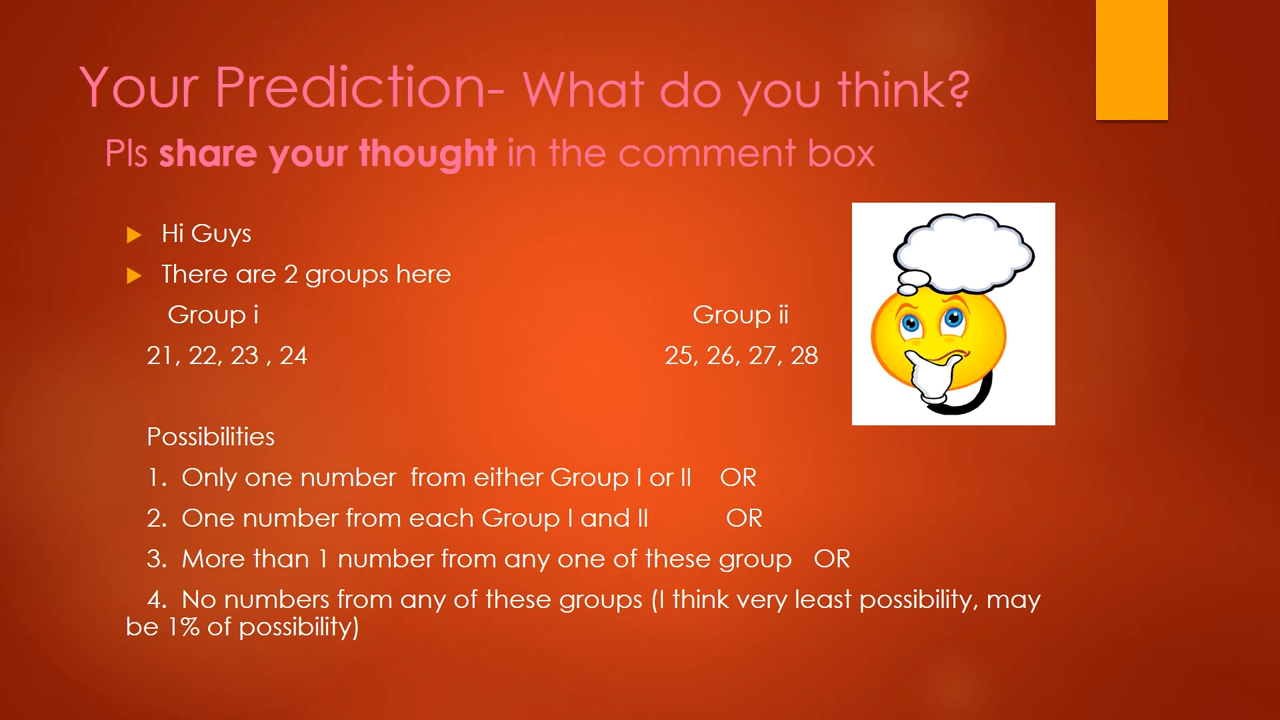 Your Prediction- What do you think?
Pls share your thought in the comment box
Hi Guys
There are 2 groups here
Group i Group ii
21, 22, 23 , 24 25, 26, 27, 28
Possibilities
1. Only one number from either Group I or II OR
2. One number from each Group I and II OR
3. More than 1 number from any one of these group OR
4. No numbers from any of these groups (I think very least possibility, may
be 1% of possibility)